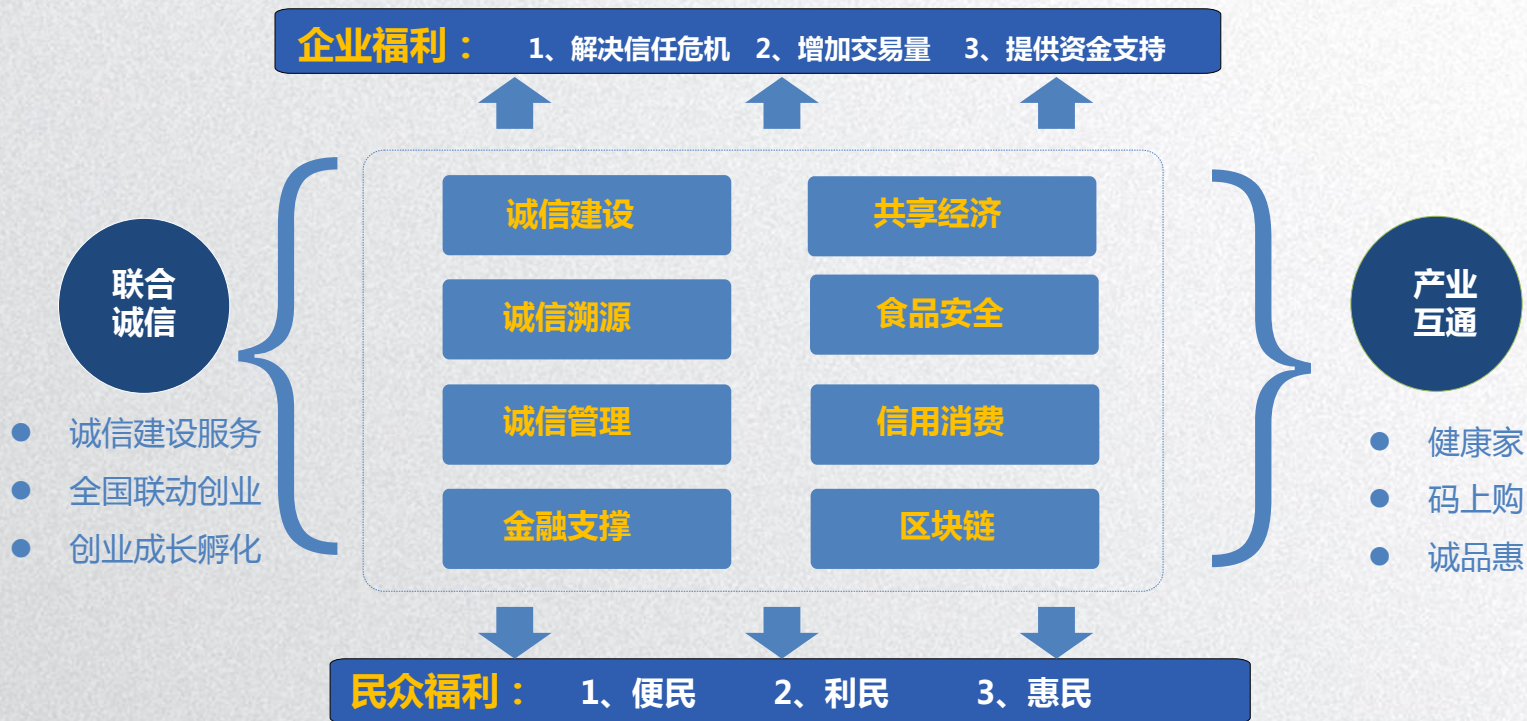 企业福利： 1、解决信任危机 2、增加交易量 3、提供资金支持
联合
诚信
诚信建设服务
全国联动创业
创业成长孵化
诚信建设
共享经济
诚信溯源
食品安全
诚信管理
信用消费
金融支撑
区块链
产业
互通
健康家
码上购
诚品惠
民众福利： 1、便民 2、利民 3、惠民